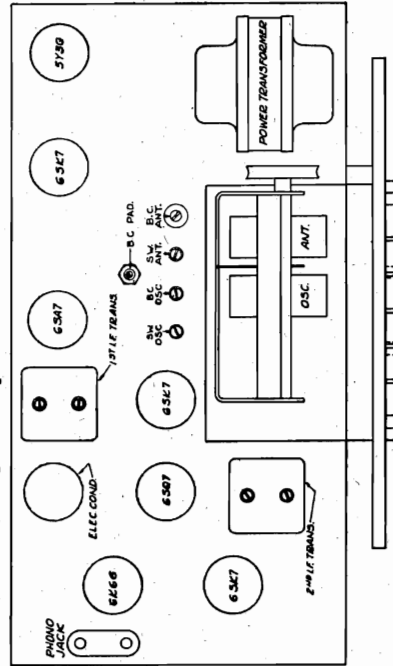 PHONO
JACK
6K6G
ELEC. COND.
1ST I.F. TRANS.
6SA7
6SK7
5Y3G
6SK7
6SQ7
6SK7
B.C. PAD.
SW
OSC
BC
OSC
S.W.
ANT.
B.C.
ANT.
2ND I.F. TRANS.
OSC.
ANT.
POWER TRANSFORMER